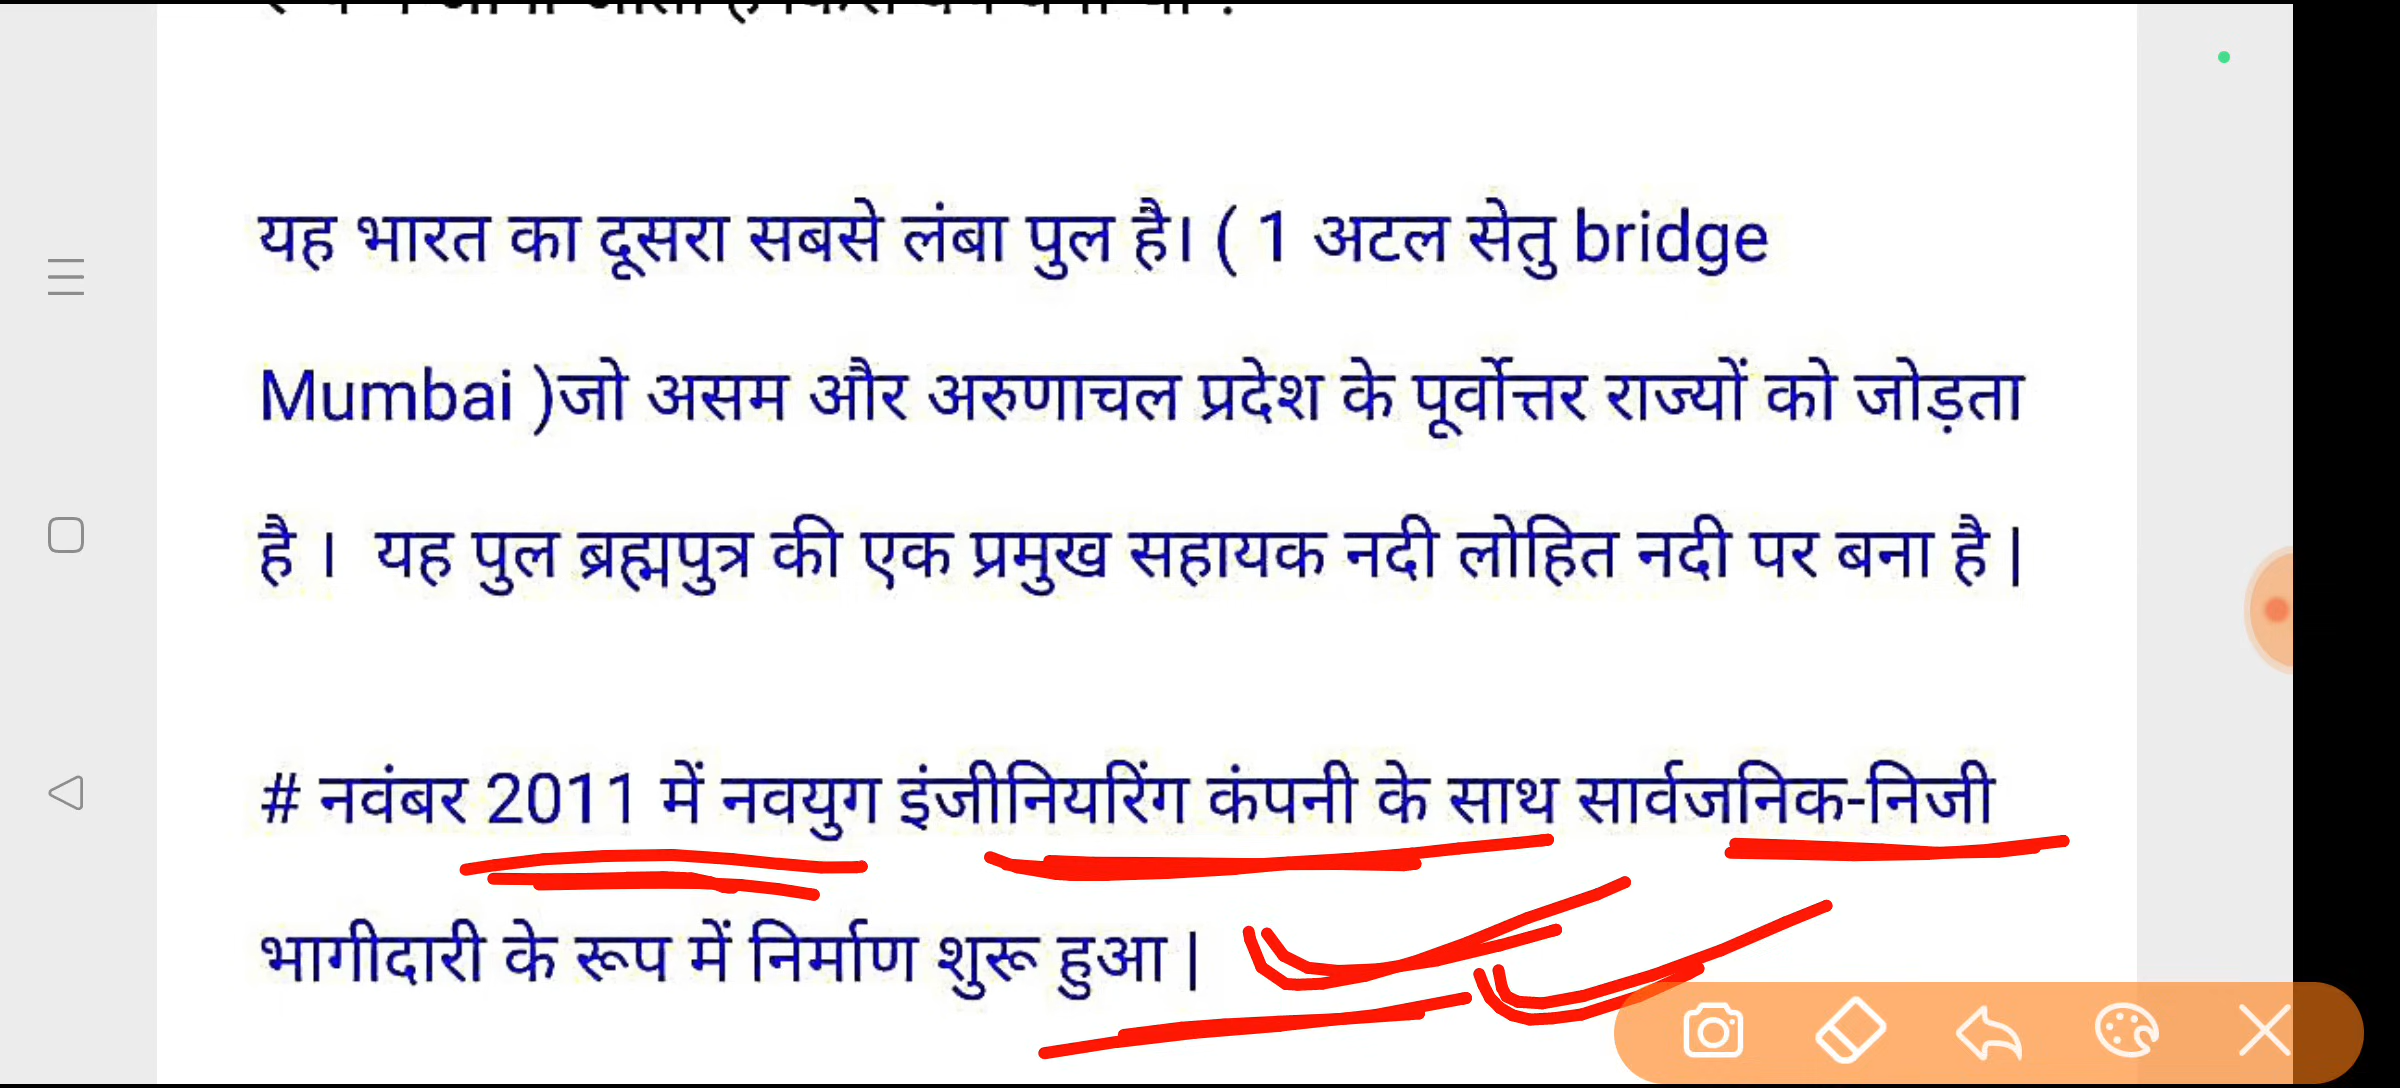 यह भारत का दूसरा सबसे लंबा पुल है। ( 1 अटल सेतु bridge
Mumbai )जो असम और अरुणाचल प्रदेश के पूर्वोत्तर राज्यों को जोड़ता
है । यह पुल ब्रह्मपुत्र की एक प्रमुख सहायक नदी लोहित नदी पर बना है |
# नवंबर 2011 में नवयुग इंजीनियरिंग कंपनी के साथ सार्वजनिक-निजी
भागीदारी के रूप में निर्माण शुरू हुआ |